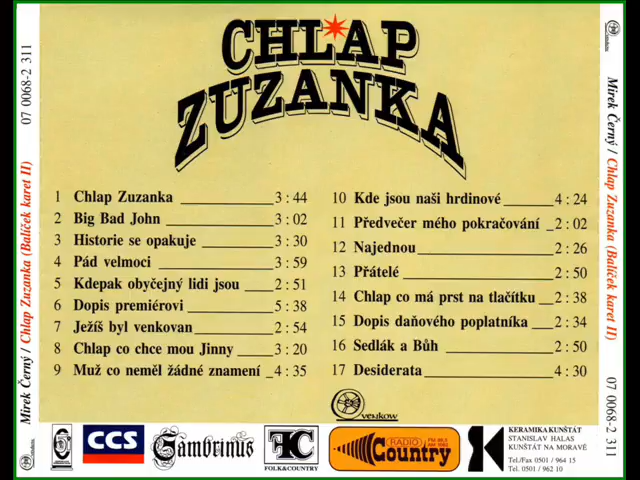 CHLAP
ZUZANKA
1 Chlap Zuzanka 3 : 44
2 Big Bad John 3 : 02
3 Historie se opakuje 3 : 30
4 Pád velmoci 3 : 59
5 Kdepak obyčejný lidi jsou 2 : 51
6 Dopis premiérovi 5 : 38
7 Ježíš byl venkovan 2 : 54
8 Chlap co chce mou Jinny 3 : 20
9 Muž co neměl žádné znamení 4 : 35
10 Kde jsou naši hrdinové 4 : 24
11 Předvečer mého pokračování 2 : 02
12 Najednou 2 : 26
13 Přátelé 2 : 50
14 Chlap co má prst na tlačítku 2 : 38
15 Dopis daňového poplatníka 2 : 34
16 Sedlák a Bůh 2 : 50
17 Desiderata 4 : 30
venkow
CCS
Gambrinus
FC
FOLK&COUNTRY
RADIO
Country
KERAMIKA KUNŠTÁT
STANISLAV HALAS
KUNŠTÁT NA MORAVĚ
Tel./Fax 0501 / 964 15
Tel. 0501 / 962 10
Mirek Černý / Chlap Zuzanka (Balíček karet II) 07 0068-2 311
Mirek Černý / Chlap Zuzanka (Balíček karet II) 07 0068-2 311